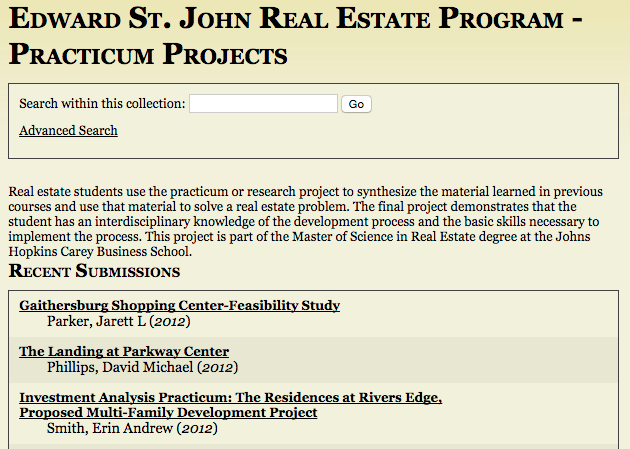 Edward St. John Real Estate Program -
Practicum Projects
Search within this collection: Go
Advanced Search
Real estate students use the practicum or research project to synthesize the material learned in previous
courses and use that material to solve a real estate problem. The final project demonstrates that the
student has an interdisciplinary knowledge of the development process and the basic skills necessary to
implement the process. This project is part of the Master of Science in Real Estate degree at the Johns
Hopkins Carey Business School.
Recent Submissions
Gaithersburg Shopping Center-Feasibility Study
Parker, Jarett L (2012)
The Landing at Parkway Center
Phillips, David Michael (2012)
Investment Analysis Practicum: The Residences at Rivers Edge,
Proposed Multi-Family Development Project
Smith, Erin Andrew (2012)